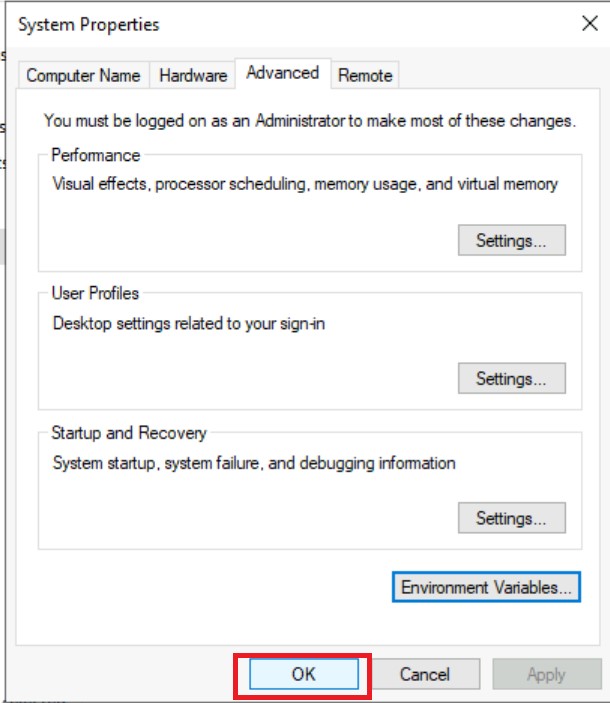 System Properties
Computer Name Hardware Advanced Remote
You must be logged on as an Administrator to make most of these changes.
Performance
Visual effects, processor scheduling, memory usage, and virtual memory
Settings...
User Profiles
Desktop settings related to your sign-in
Settings...
Startup and Recovery
System startup, system failure, and debugging information
Settings...
Environment Variables...
OK Cancel Apply